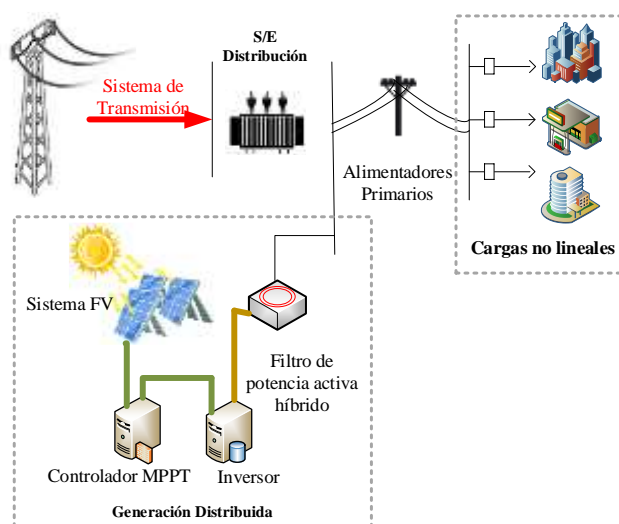 S/E
Distribución
Sistema de
Transmisión
Alimentadores
Primarios
Cargas no lineales
Sistema FV
Filtro de
potencia activa
híbrido
Controlador MPPT
Inversor
Generación Distribuida